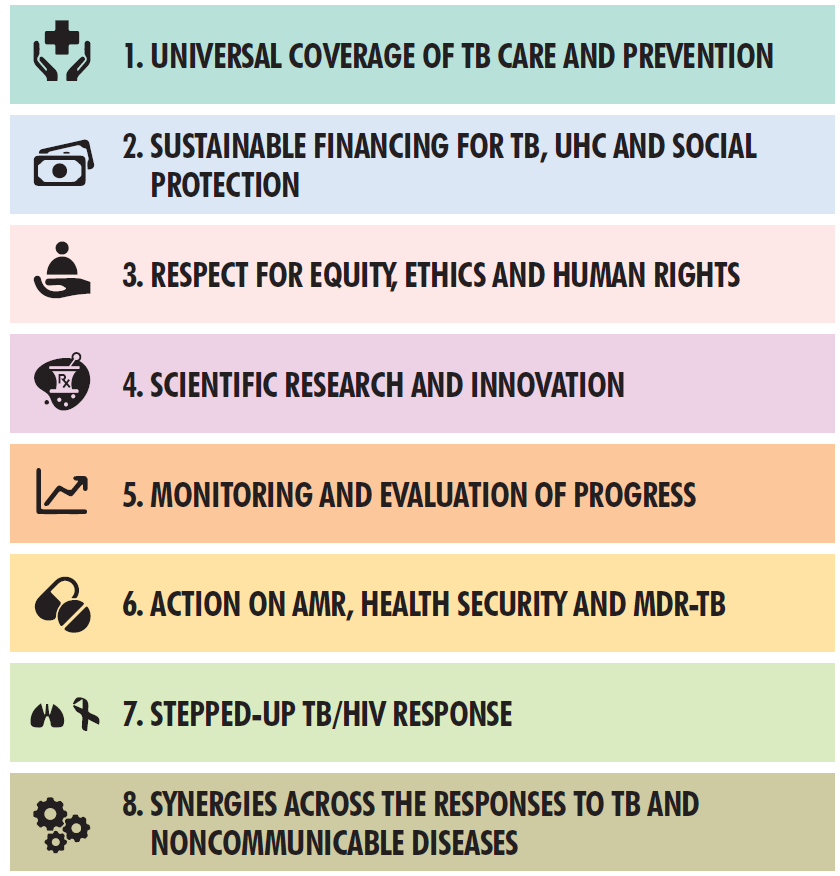 1. UNIVERSAL COVERAGE OF TB CARE AND PREVENTION
2. SUSTAINABLE FINANCING FOR TB, UHC AND SOCIAL
PROTECTION
3. RESPECT FOR EQUITY, ETHICS AND HUMAN RIGHTS
Rx
4. SCIENTIFIC RESEARCH AND INNOVATION
5. MONITORING AND EVALUATION OF PROGRESS
6. ACTION ON AMR, HEALTH SECURITY AND MDR-TB
7. STEPPED-UP TB/HIV RESPONSE
8. SYNERGIES ACROSS THE RESPONSES TO TB AND
NONCOMMUNICABLE DISEASES